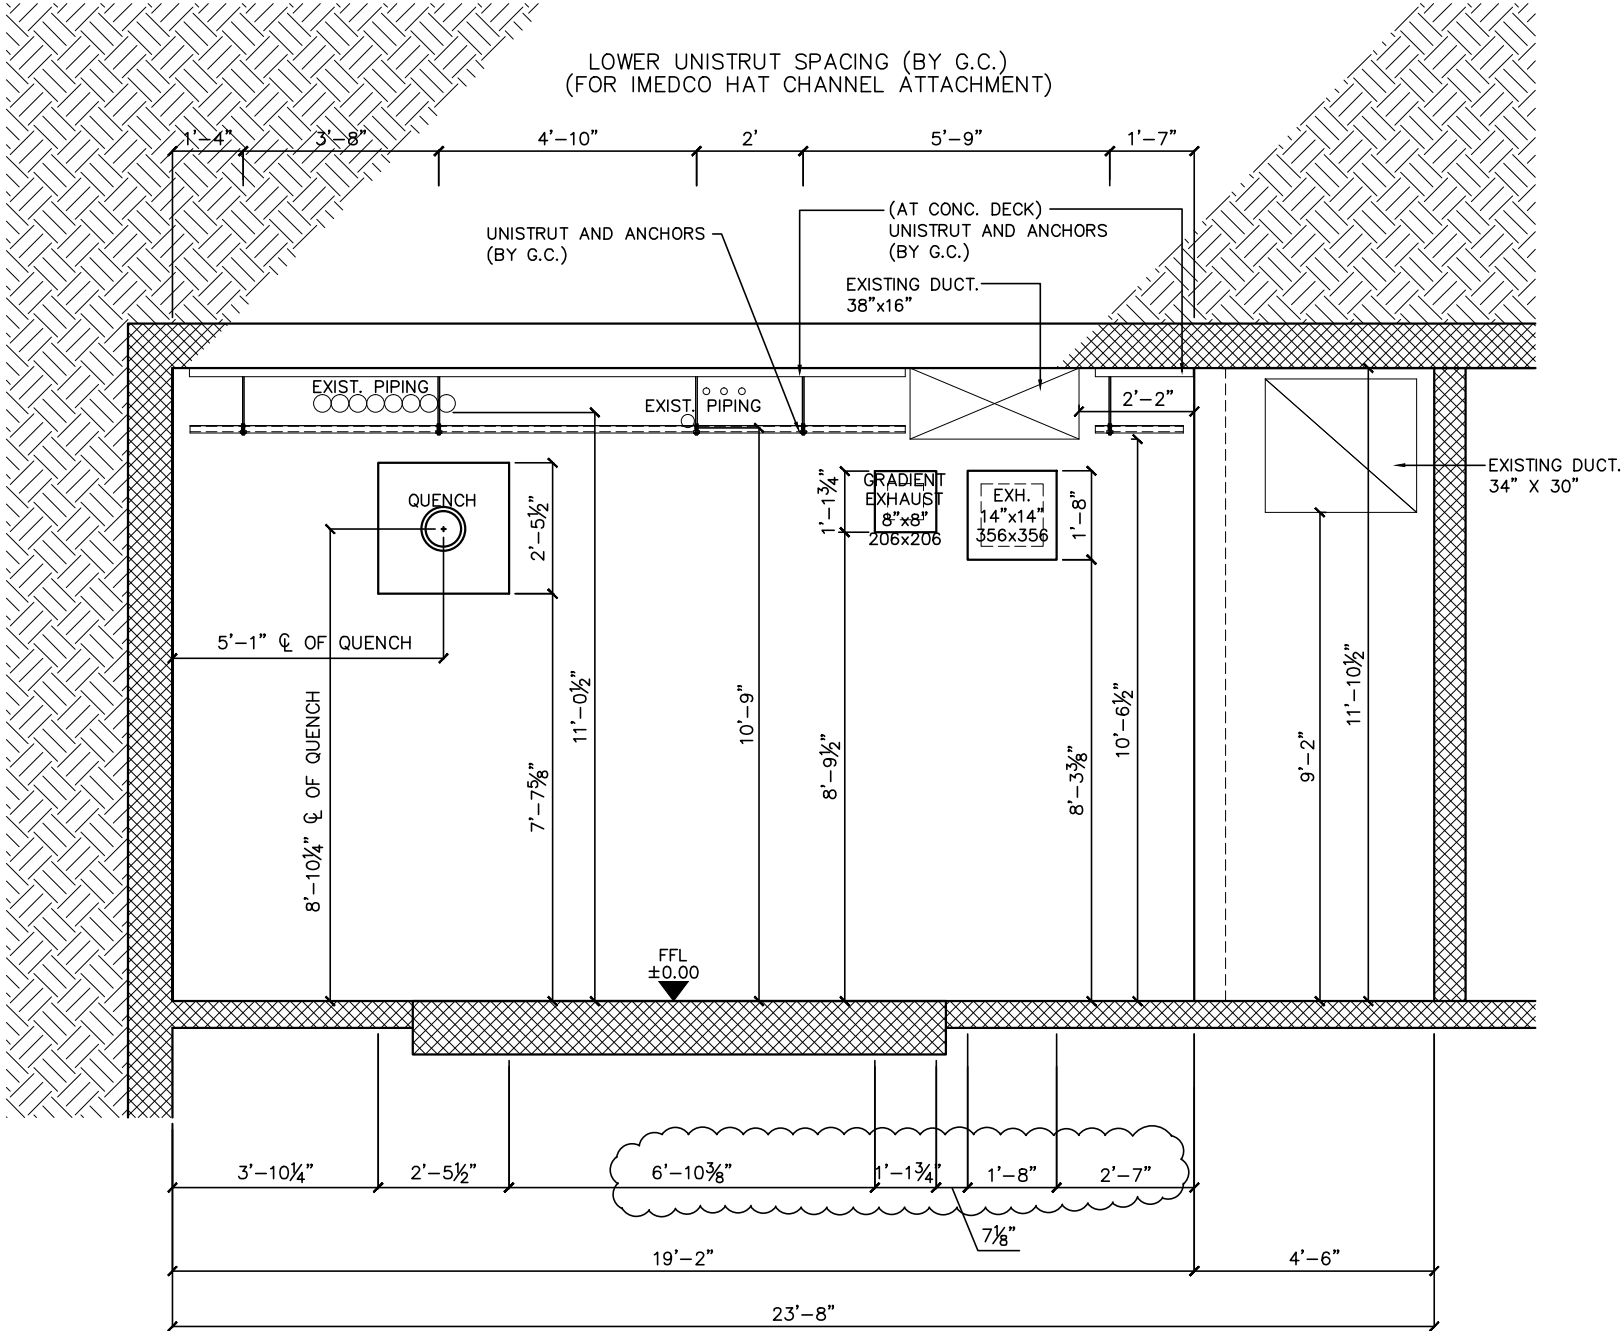 LOWER UNISTRUT SPACING (BY G.C.)
(FOR IMEDCO HAT CHANNEL ATTACHMENT)
1'-4"
3'-8"
4'-10"
2'
5'-9"
1'-7"
UNISTRUT AND ANCHORS
(BY G.C.)
(AT CONC. DECK)
UNISTRUT AND ANCHORS
(BY G.C.)
EXISTING DUCT.
38"x16"
EXIST. PIPING
EXIST. PIPING
2'-2"
EXISTING DUCT.
34" X 30"
QUENCH
2'-5½"
1'-1¾"
GRADIENT
EXHAUST
8"x8"
206x206
EXH.
14"x14"
356x356
1'-8"
5'-1" ℄ OF QUENCH
8'-10¼" ℄ OF QUENCH
7'-7⅝"
11'-0½"
10'-9"
8'-9½"
8'-3⅜"
10'-6½"
9'-2"
11'-10½"
FFL
±0.00
3'-10¼"
2'-5½"
6'-10⅜"
1'-1¾"
1'-8"
2'-7"
7⅛"
19'-2"
4'-6"
23'-8"